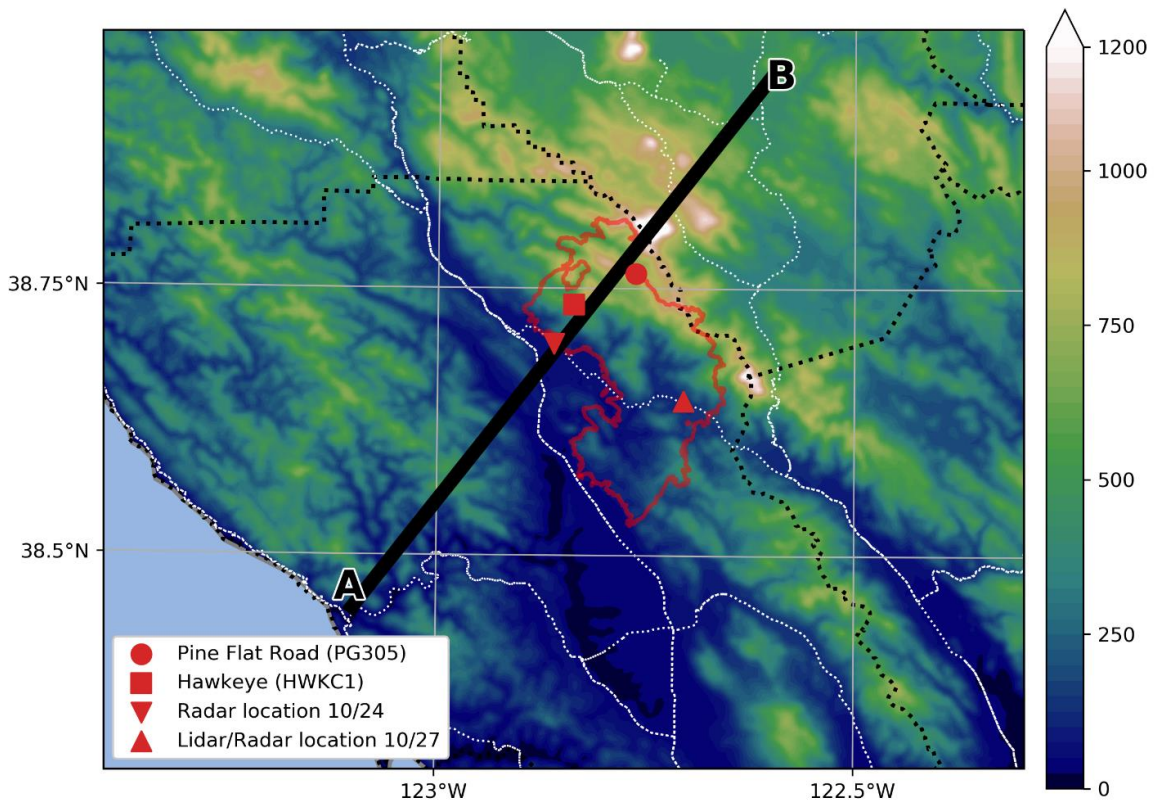 1200
B
1000
38.75°N
750
500
38.5°N
A
250
Pine Flat Road (PG305)
Hawkeye (HWKC1)
Radar location 10/24
Lidar/Radar location 10/27
0
123°W
122.5°W